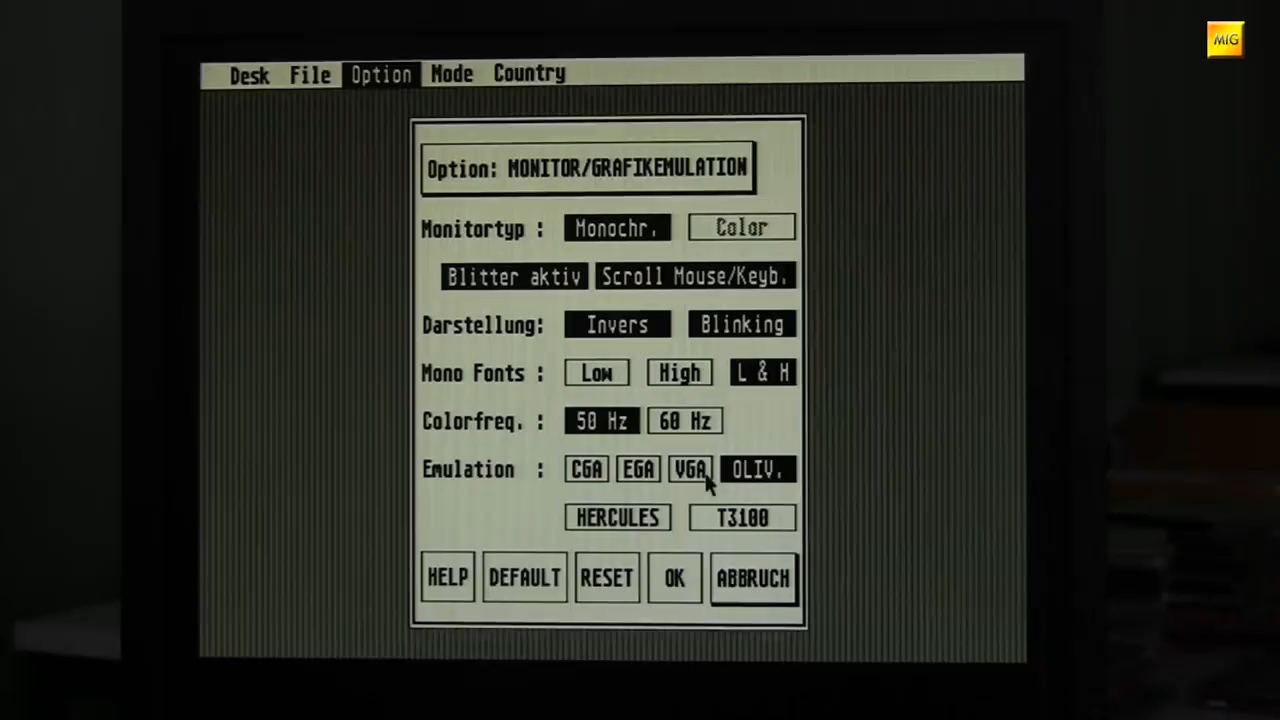 MIG
Desk File Option Mode Country
Option: MONITOR/GRAFIKEMULATION
Monitortyp : Monochr. Color
Blitter aktiv Scroll Mouse/Keyb.
Darstellung: Invers Blinking
Mono Fonts : Low High L & H
Colorfreq. : 50 Hz 60 Hz
Emulation : CGA EGA VGA OLIV.
HERCULES T3100
HELP DEFAULT RESET OK ABBRUCH